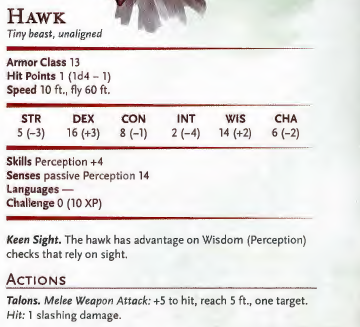 HAWK
Tiny beast, unaligned
Armor Class 13
Hit Points 1 (1d4 – 1)
Speed 10 ft., fly 60 ft.
STR DEX CON INT WIS CHA
5 (–3) 16 (+3) 8 (–1) 2 (–4) 14 (+2) 6 (–2)
Skills Perception +4
Senses passive Perception 14
Languages —
Challenge 0 (10 XP)
Keen Sight. The hawk has advantage on Wisdom (Perception)
checks that rely on sight.
ACTIONS
Talons. Melee Weapon Attack: +5 to hit, reach 5 ft., one target.
Hit: 1 slashing damage.